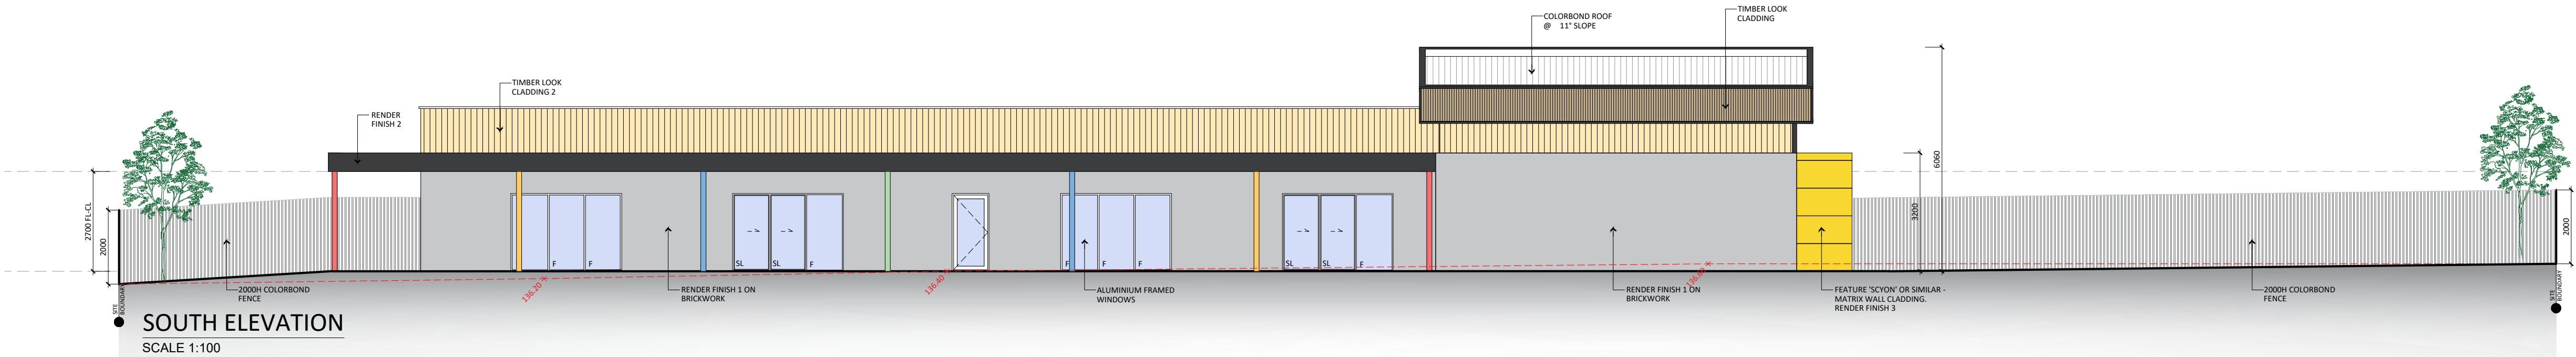 COLORBOND ROOF
@ 11° SLOPE
TIMBER LOOK
CLADDING
TIMBER LOOK
CLADDING 2
RENDER
FINISH 2
6060
3200
2700 FL-CL
2000
2000
F
F
SL
SL
F
F
F
F
SL
SL
F
136.20
136.40
136.60
2000H COLORBOND
FENCE
RENDER FINISH 1 ON
BRICKWORK
ALUMINIUM FRAMED
WINDOWS
RENDER FINISH 1 ON
BRICKWORK
FEATURE 'SCYON' OR SIMILAR -
MATRIX WALL CLADDING.
RENDER FINISH 3
2000H COLORBOND
FENCE
SITE
BOUNDARY
SITE
BOUNDARY
SOUTH ELEVATION
SCALE 1:100